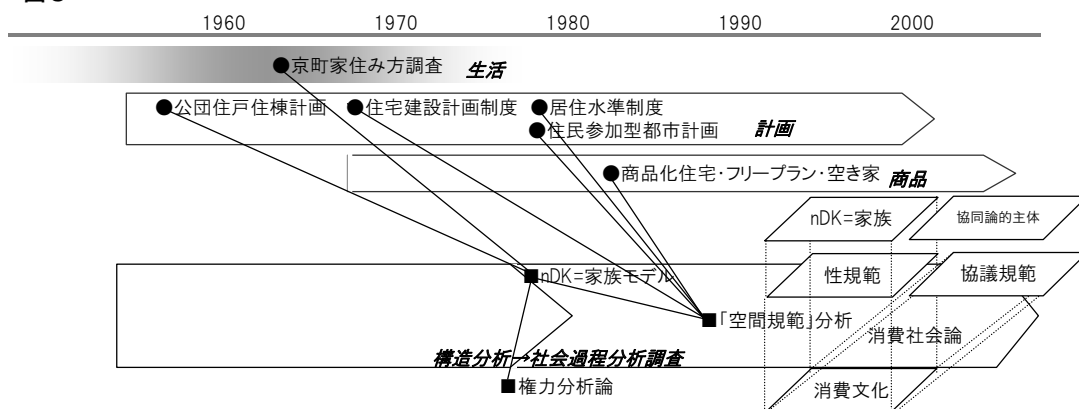 1960 1970 1980 1990 2000
●京町家住み方調査 生活
●公団住戸住棟計画 ●住宅建設計画制度 ●居住水準制度
●住民参加型都市計画 計画
●商品化住宅・フリープラン・空き家 商品
nDK=家族 協同論的主体
性規範 協議規範
■nDK=家族モデル
■「空間規範」分析 消費社会論
構造分析→社会過程分析調査
■権力分析論 消費文化